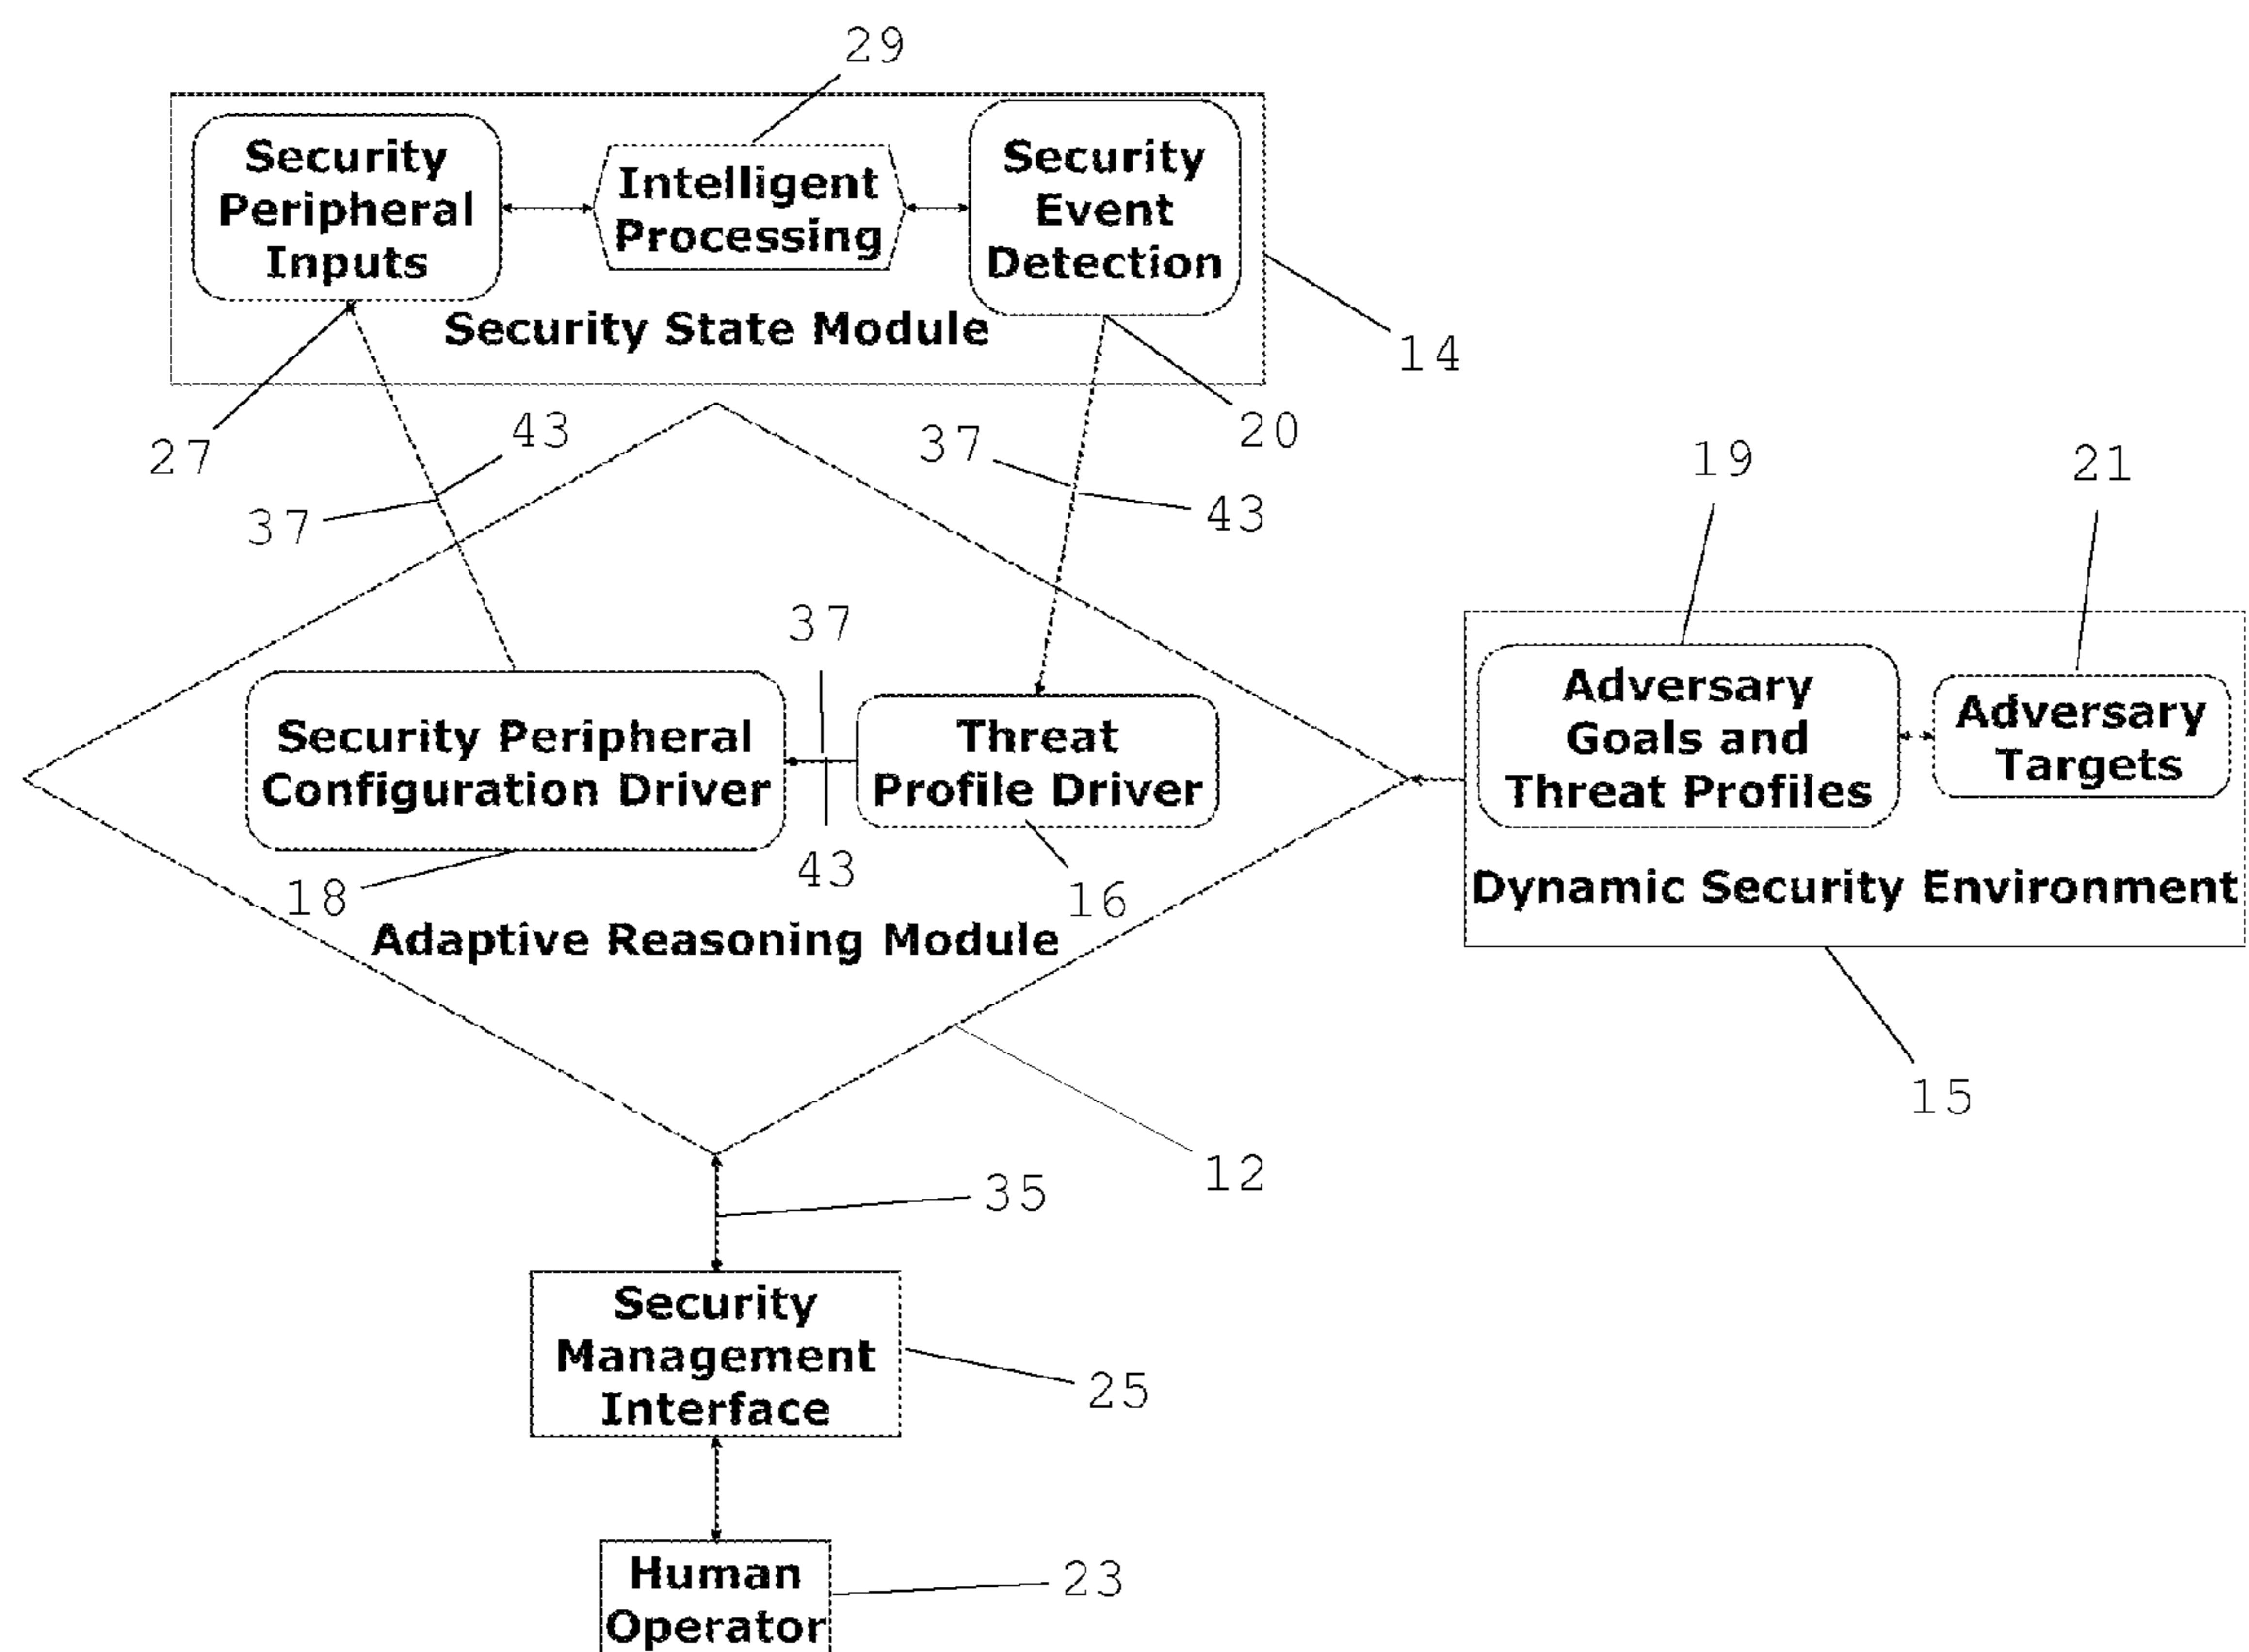 29
Security
Peripheral
Inputs
Intelligent
Processing
Security
Event
Detection
Security State Module
14
27
43
37
20
37
43
19
21
37
Security Peripheral
Configuration Driver
Threat
Profile Driver
43
18
16
Adaptive Reasoning Module
Adversary
Goals and
Threat Profiles
Adversary
Targets
Dynamic Security Environment
15
12
35
Security
Management
Interface
25
Human
Operator
23